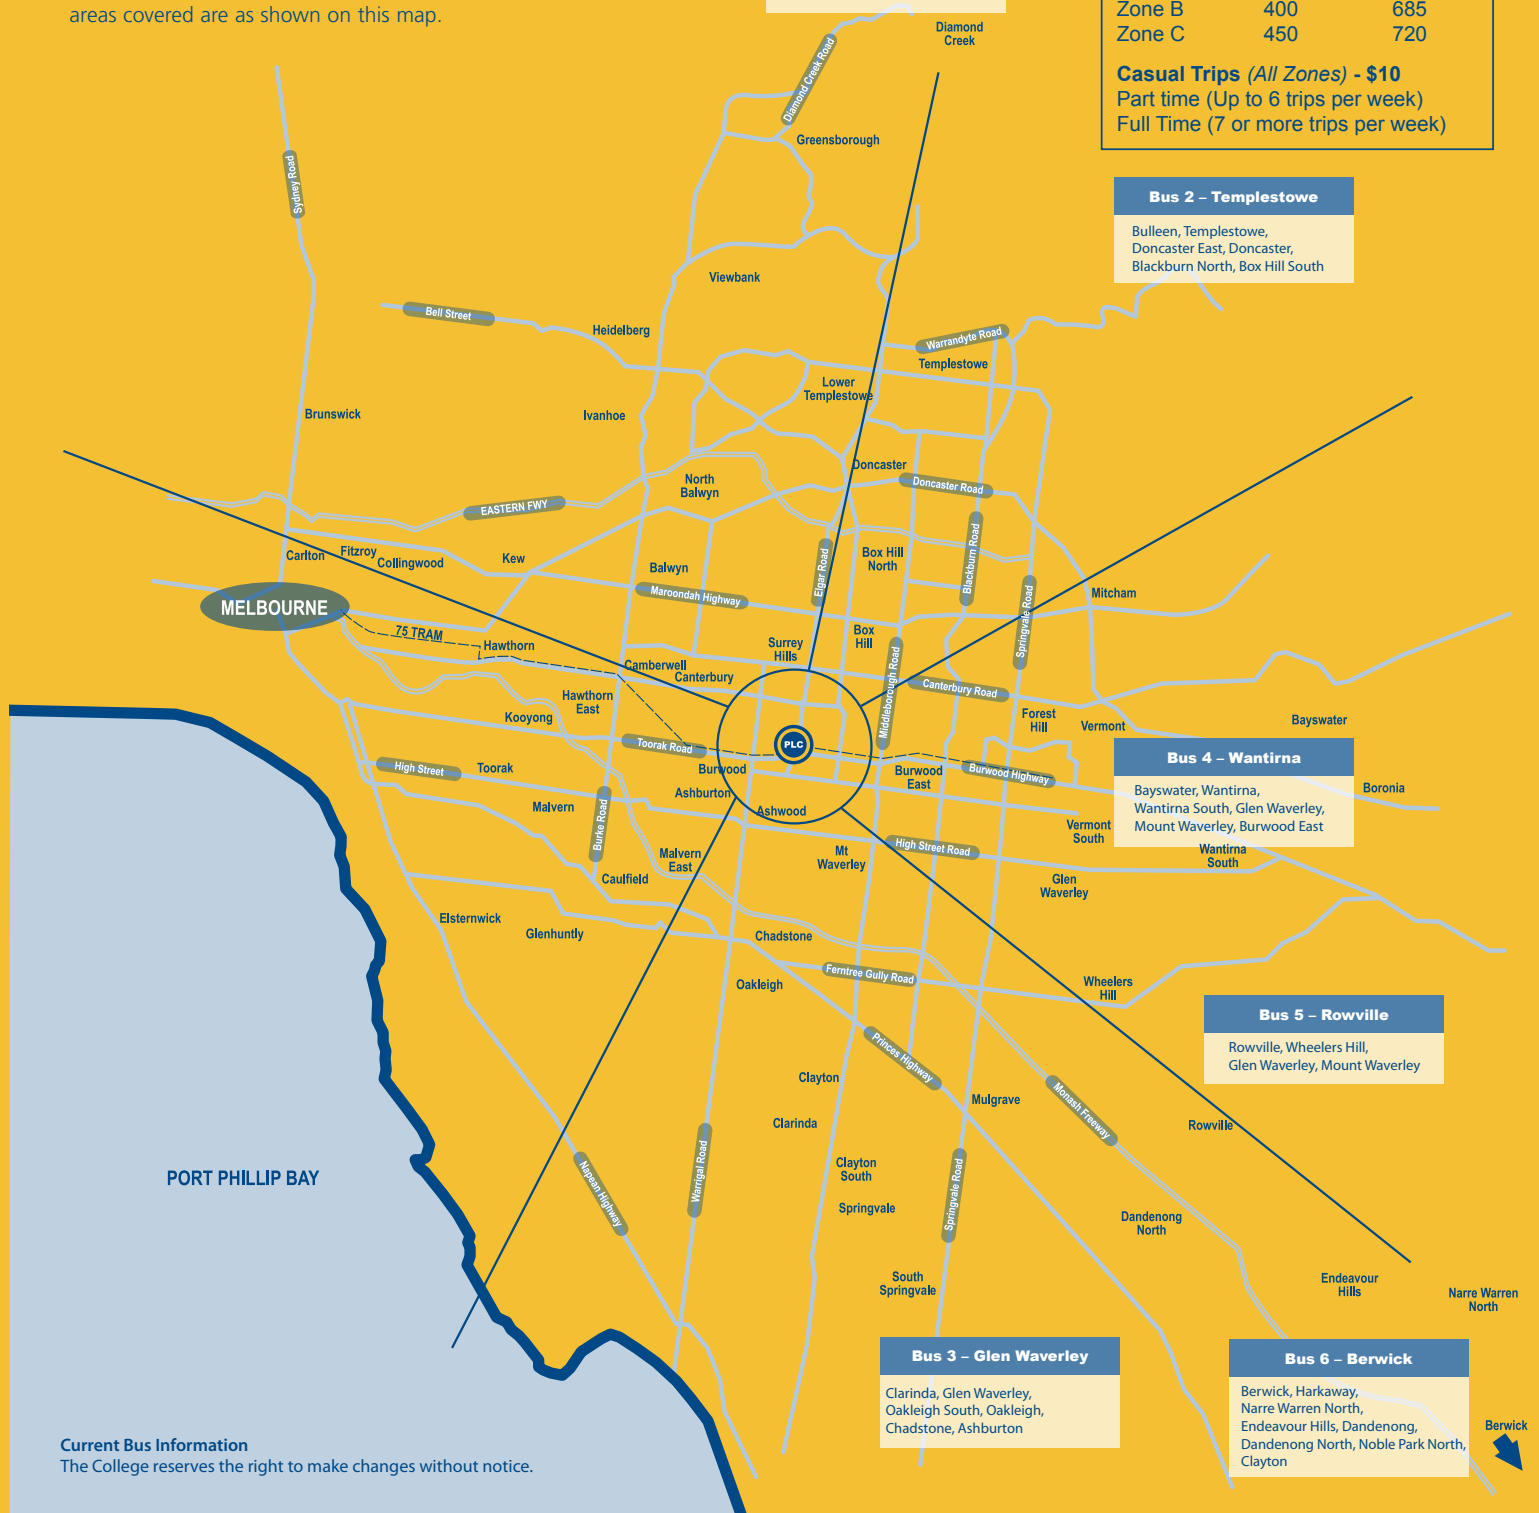 areas covered are as shown on this map.
Zone B 400 685
Zone C 450 720
Casual Trips (All Zones) - $10
Part time (Up to 6 trips per week)
Full Time (7 or more trips per week)
Diamond
Creek
Diamond Creek Road
Greensborough
Sydney Road
Bus 2 – Templestowe
Bulleen, Templestowe,
Doncaster East, Doncaster,
Blackburn North, Box Hill South
Viewbank
Bell Street
Heidelberg
Warrandyte Road
Templestowe
Lower
Templestowe
Brunswick
Ivanhoe
Doncaster
Doncaster Road
North
Balwyn
EASTERN FWY
Carlton
Fitzroy
Collingwood
Kew
Balwyn
Maroondah Highway
Elgar Road
Box Hill
North
Blackburn Road
Springvale Road
Mitcham
MELBOURNE
75 TRAM
Hawthorn
Camberwell
Canterbury
Surrey
Hills
Box
Hill
Middleborough Road
Canterbury Road
Hawthorn
East
Kooyong
Forest
Hill
Vermont
Bayswater
Toorak Road
PLC
High Street
Toorak
Burwood
Burwood
East
Burwood Highway
Bus 4 – Wantirna
Bayswater, Wantirna,
Wantirna South, Glen Waverley,
Mount Waverley, Burwood East
Boronia
Ashburton
Ashwood
Malvern
Burke Road
Malvern
East
Mt
Waverley
High Street Road
Vermont
South
Wantirna
South
Caulfield
Glen
Waverley
Elsternwick
Glenhuntly
Chadstone
Oakleigh
Ferntree Gully Road
Wheelers
Hill
Bus 5 – Rowville
Rowville, Wheelers Hill,
Glen Waverley, Mount Waverley
Princes Highway
Clayton
Mulgrave
Monash Freeway
Clarinda
Rowville
Clayton
South
Springvale
Warrigal Road
Napean Highway
Springvale Road
PORT PHILLIP BAY
Dandenong
North
South
Springvale
Endeavour
Hills
Narre Warren
North
Bus 3 – Glen Waverley
Clarinda, Glen Waverley,
Oakleigh South, Oakleigh,
Chadstone, Ashburton
Bus 6 – Berwick
Berwick, Harkaway,
Narre Warren North,
Endeavour Hills, Dandenong,
Dandenong North, Noble Park North,
Clayton
Berwick
Current Bus Information
The College reserves the right to make changes without notice.